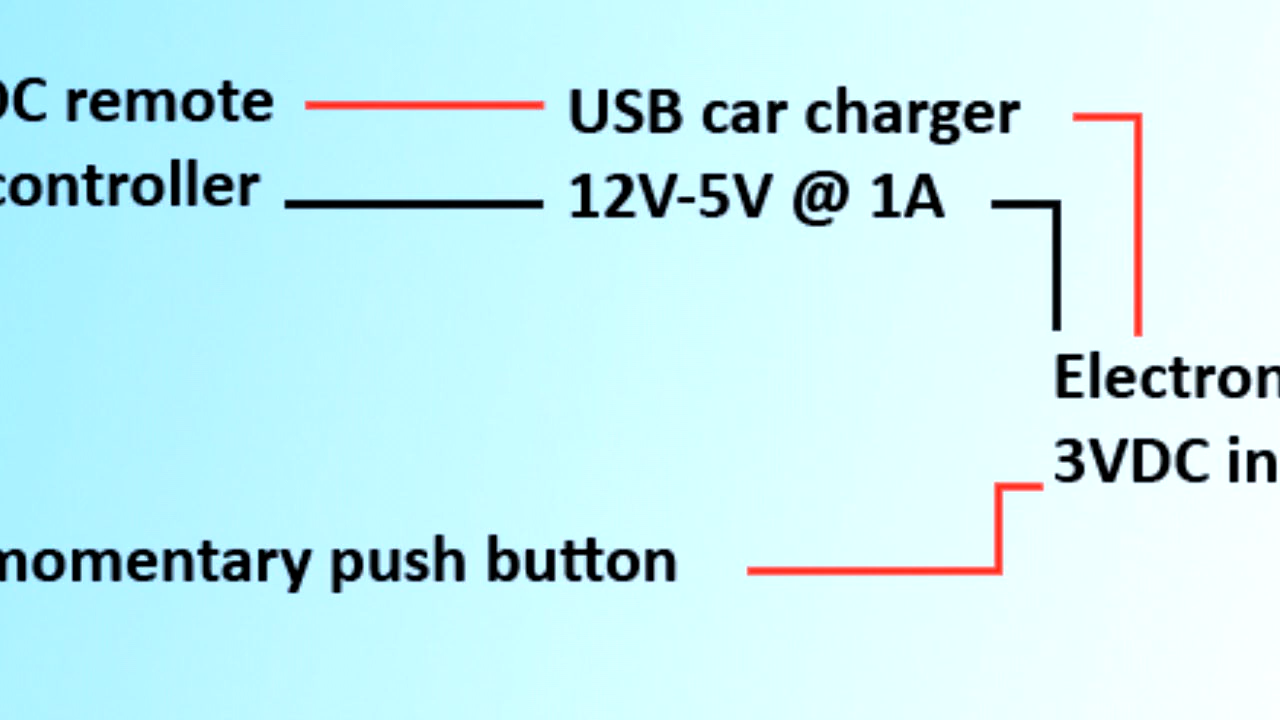 DC remote
USB car charger
controller
12V-5V @ 1A
Electron
3VDC in
momentary push button